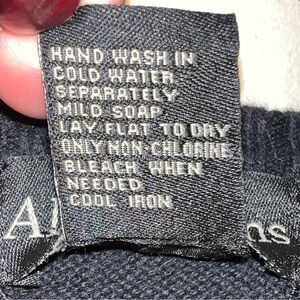 HAND WASH IN
COLD WATER
SEPARATELY
MILD SOAP
LAY FLAT TO DRY
ONLY NON-CHLORINE
BLEACH WHEN
NEEDED
COOL IRON